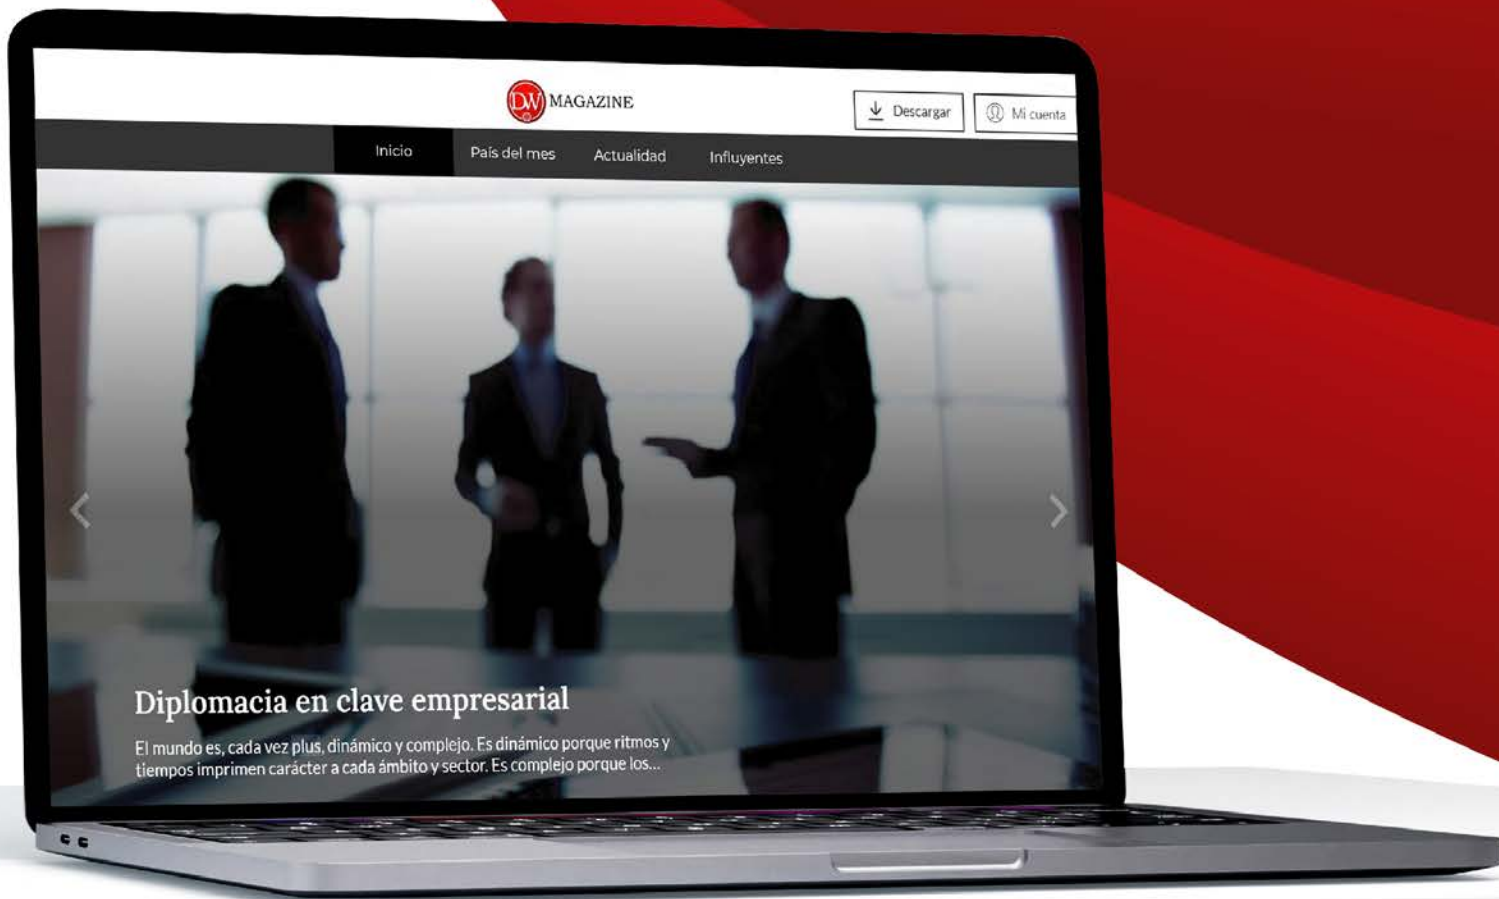 DW MAGAZINE
Descargar
Mi cuenta
Inicio
País del mes
Actualidad
Influyentes
Diplomacia en clave empresarial
El mundo es, cada vez plus, dinámico y complejo. Es dinámico porque ritmos y
tiempos imprimen carácter a cada ámbito y sector. Es complejo porque los...